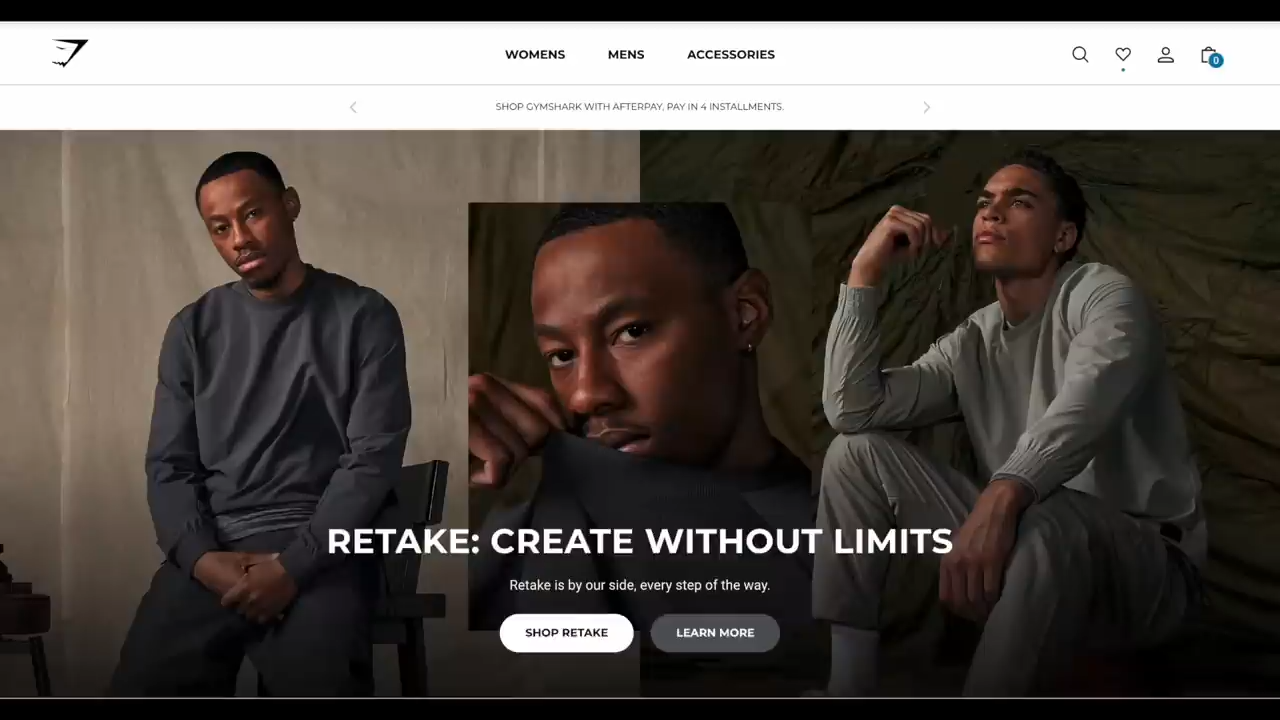 WOMENS MENS ACCESSORIES
0
SHOP GYMSHARK WITH AFTERPAY. PAY IN 4 INSTALLMENTS.
RETAKE: CREATE WITHOUT LIMITS
Retake is by our side, every step of the way.
SHOP RETAKE LEARN MORE